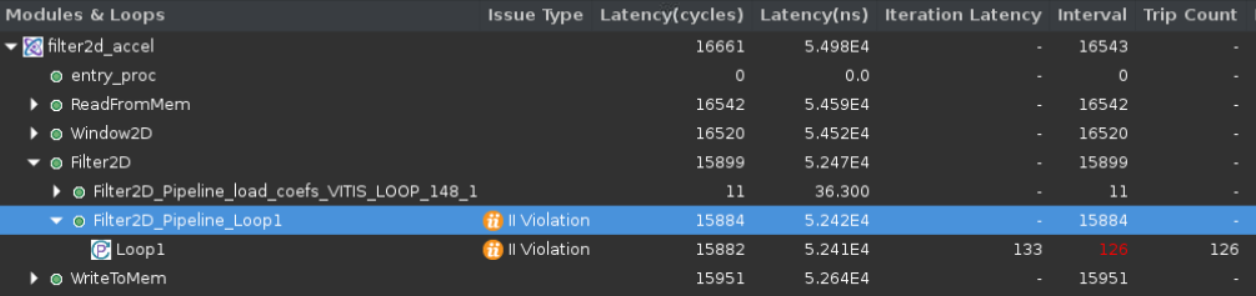 Modules & Loops Issue Type Latency(cycles) Latency(ns) Iteration Latency Interval Trip Count
filter2d_accel 16661 5.498E4 - 16543 -
entry_proc 0 0.0 - 0 -
ReadFromMem 16542 5.459E4 - 16542 -
Window2D 16520 5.452E4 - 16520 -
Filter2D 15899 5.247E4 - 15899 -
Filter2D_Pipeline_load_coefs_VITIS_LOOP_148_1 11 36.300 - 11 -
Filter2D_Pipeline_Loop1 II Violation 15884 5.242E4 - 15884 -
Loop1 II Violation 15882 5.241E4 133 126 126
WriteToMem 15951 5.264E4 - 15951 -